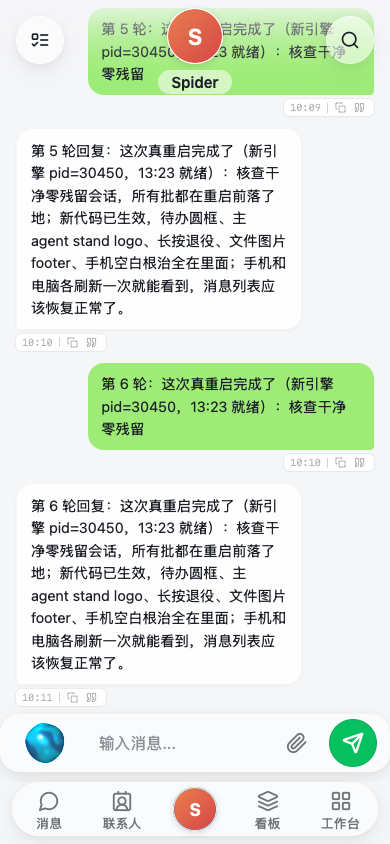 第 5 轮：这次真重启完成了（新引擎
S
pid=30450，13:23 就绪）：核查干净
零残留
Spider
10:09
第 5 轮回复：这次真重启完成了（新引
擎 pid=30450，13:23 就绪）：核查干
净零残留会话，所有批都在重启前落了
地；新代码已生效，待办圆框、主
agent stand logo、长按退役、文件图片
footer、手机空白根治全在里面；手机和
电脑各刷新一次就能看到，消息列表应
该恢复正常了。
10:10
第 6 轮：这次真重启完成了（新引擎
pid=30450，13:23 就绪）：核查干净
零残留
10:10
第 6 轮回复：这次真重启完成了（新引
擎 pid=30450，13:23 就绪）：核查干
净零残留会话，所有批都在重启前落了
地；新代码已生效，待办圆框、主
agent stand logo、长按退役、文件图片
footer、手机空白根治全在里面；手机和
电脑各刷新一次就能看到，消息列表应
该恢复正常了。
10:11
输入消息...
消息
联系人
S
看板
工作台